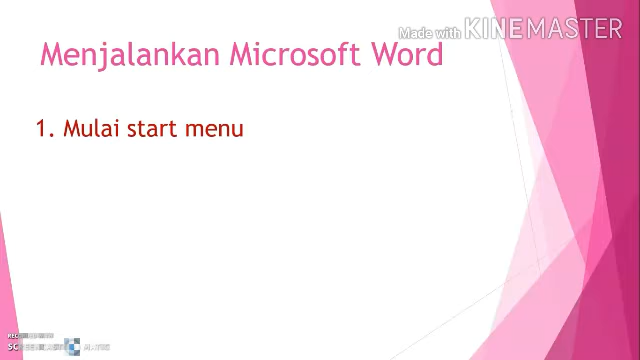 Made with KINEMASTER
Menjalankan Microsoft Word
1. Mulai start menu